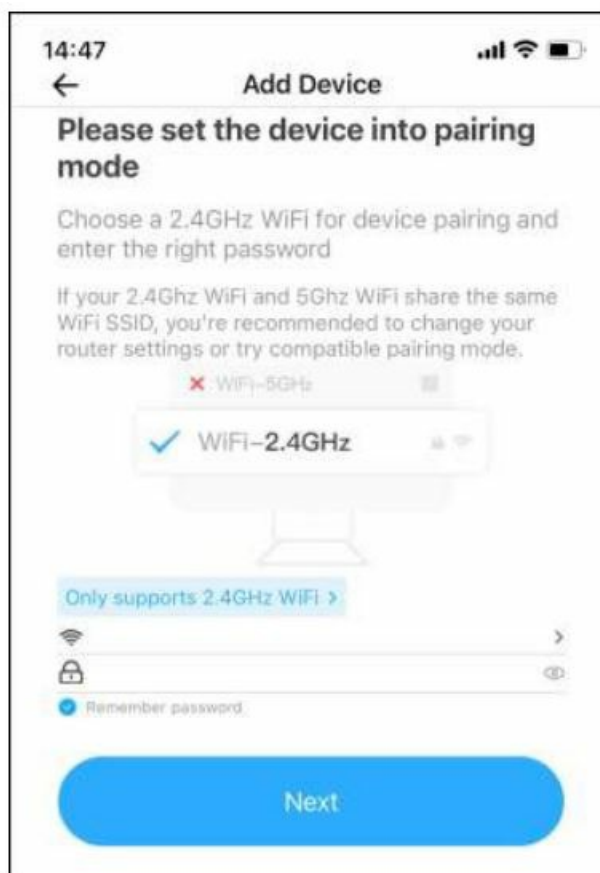 14:47
Add Device
Please set the device into pairing
mode
Choose a 2.4GHz WiFi for device pairing and
enter the right password
If your 2.4Ghz WiFi and 5Ghz WiFi share the same
WiFi SSID, you're recommended to change your
router settings or try compatible pairing mode.
WiFi-5GHz
WiFi-2.4GHz
Only supports 2.4GHz WiFi >
Remember password
Next